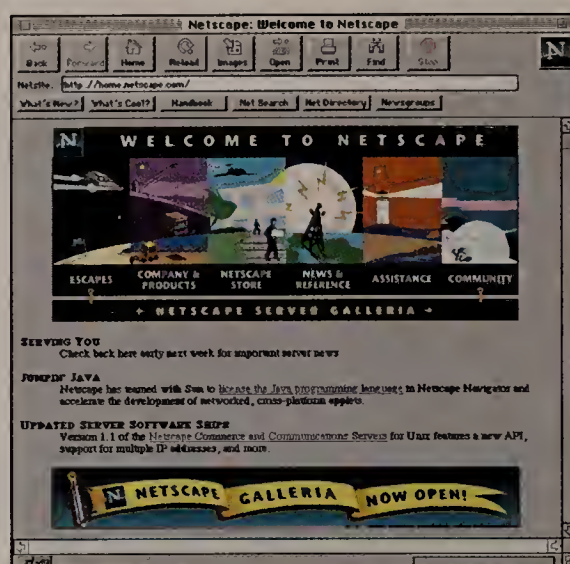 Netscape: Welcome to Netscape
Back Forward Home Reload Images Open Print Find Stop
N
Netsite: http://home.netscape.com/
What's New? What's Cool? Handbook Net Search Net Directory Newsgroups
N WELCOME TO NETSCAPE
ESCAPES COMPANY & PRODUCTS NETSCAPE STORE NEWS & REFERENCE ASSISTANCE COMMUNITY
+ NETSCAPE SERVER GALLERIA +
SERVING YOU
Check back here early next week for important server news
JUMPIN' JAVA
Netscape has teamed with Sun to license the Java programming language in Netscape Navigator and
accelerate the development of networked, cross-platform applets.
UPDATED SERVER SOFTWARE SHIPS
Version 1.1 of the Netscape Commerce and Communications Servers for Unix features a new API,
support for multiple IP addresses, and more.
N NETSCAPE GALLERIA NOW OPEN!